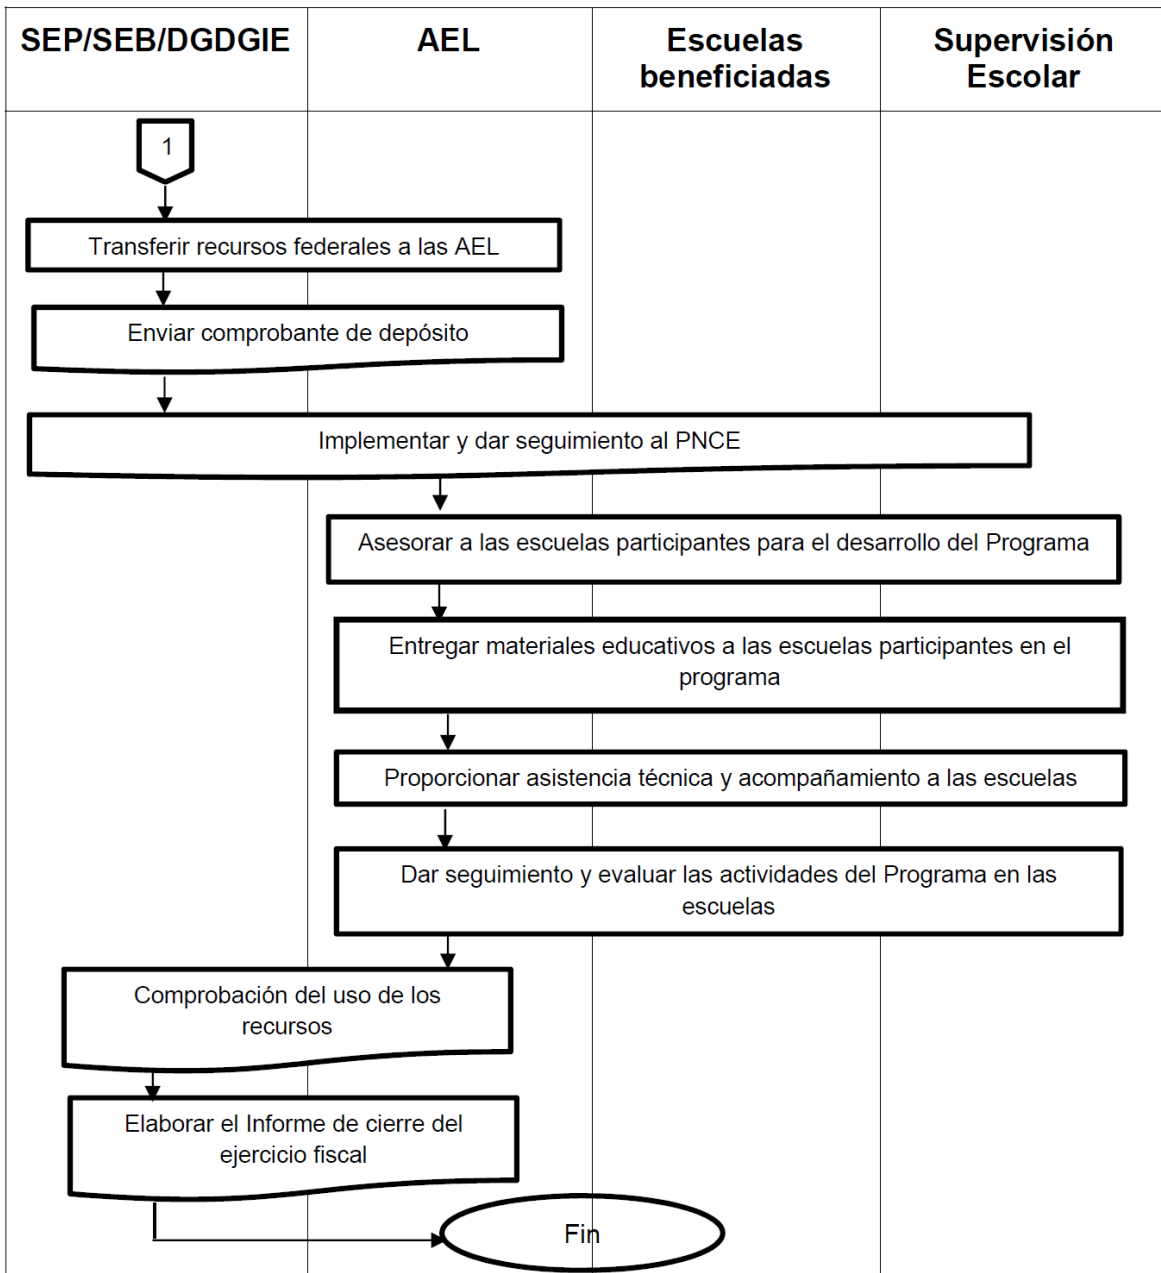 SEP/SEB/DGDGIE
AEL
Escuelas
beneficiadas
Supervisión
Escolar
1
Transferir recursos federales a las AEL
Enviar comprobante de depósito
Implementar y dar seguimiento al PNCE
Asesorar a las escuelas participantes para el desarrollo del Programa
Entregar materiales educativos a las escuelas participantes en el
programa
Proporcionar asistencia técnica y acompañamiento a las escuelas
Dar seguimiento y evaluar las actividades del Programa en las
escuelas
Comprobación del uso de los
recursos
Elaborar el Informe de cierre del
ejercicio fiscal
Fin